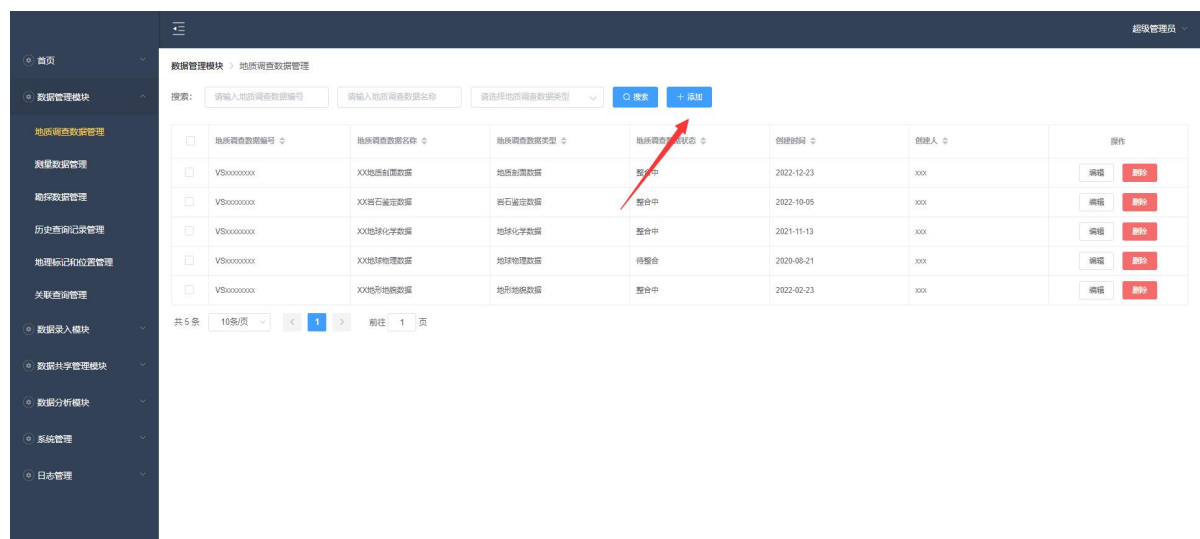 超级管理员
首页
数据管理模块
地质调查数据管理
测量数据管理
勘探数据管理
历史查询记录管理
地理标记和位置管理
关联查询管理
数据录入模块
数据共享管理模块
数据分析模块
系统管理
日志管理
数据管理模块 > 地质调查数据管理
搜索: 请输入地质调查数据编号 请输入地质调查数据名称 请选择地质调查数据类型 搜索 + 添加
地质调查数据编号 地质调查数据名称 地质调查数据类型 地质调查数据状态 创建时间 创建人 操作
VSxxxxxxxx XX地质剖面数据 地质剖面数据 整合中 2022-12-23 xxx 编辑 删除
VSxxxxxxxx XX岩石鉴定数据 岩石鉴定数据 整合中 2022-10-05 xxx 编辑 删除
VSxxxxxxxx XX地球化学数据 地球化学数据 整合中 2021-11-13 xxx 编辑 删除
VSxxxxxxxx XX地球物理数据 地球物理数据 待整合 2020-08-21 xxx 编辑 删除
VSxxxxxxxx XX地形地貌数据 地形地貌数据 整合中 2022-02-23 xxx 编辑 删除
共 5 条 10条/页 < 1 > 前往 1 页